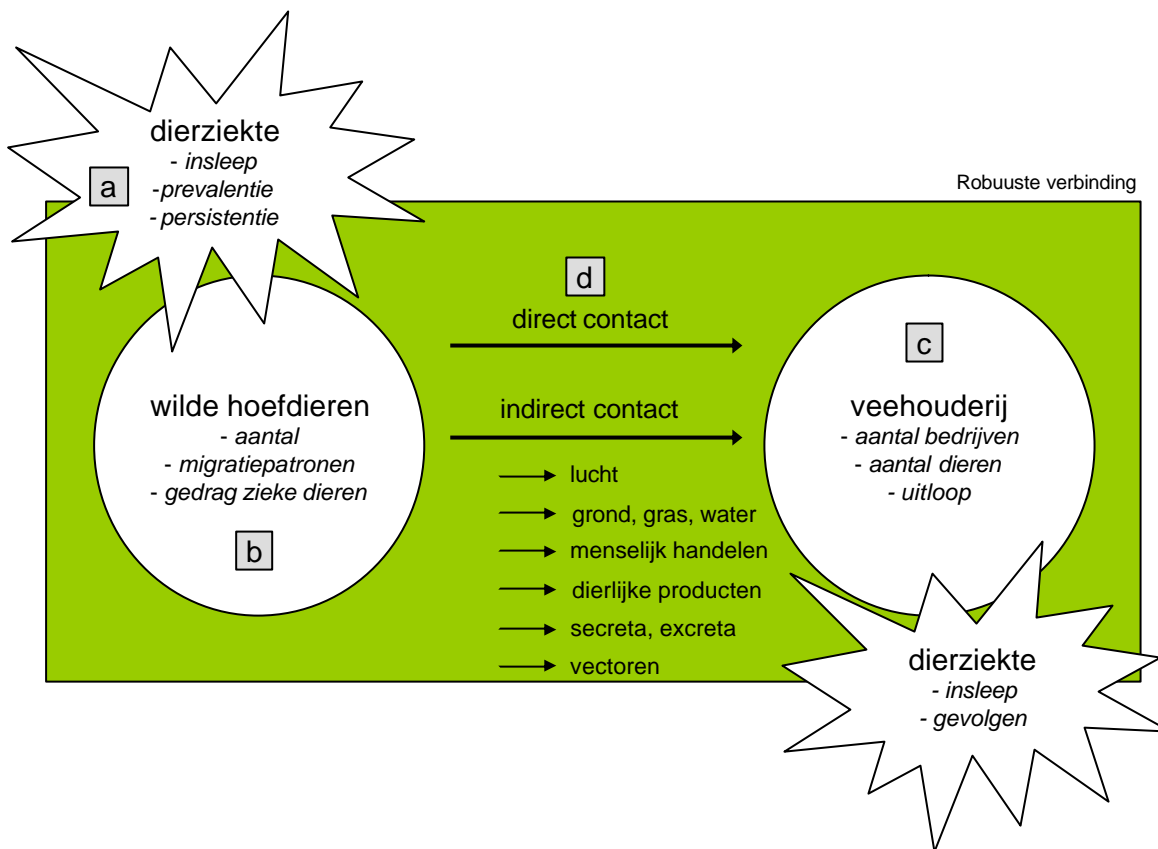 dierziekte
- insleep
-prevalentie
- persistentie
a
Robuuste verbinding
d
direct contact
indirect contact
lucht
grond, gras, water
menselijk handelen
dierlijke producten
secreta, excreta
vectoren
wilde hoefdieren
- aantal
- migratiepatronen
- gedrag zieke dieren
b
c
veehouderij
- aantal bedrijven
- aantal dieren
- uitloop
dierziekte
- insleep
- gevolgen